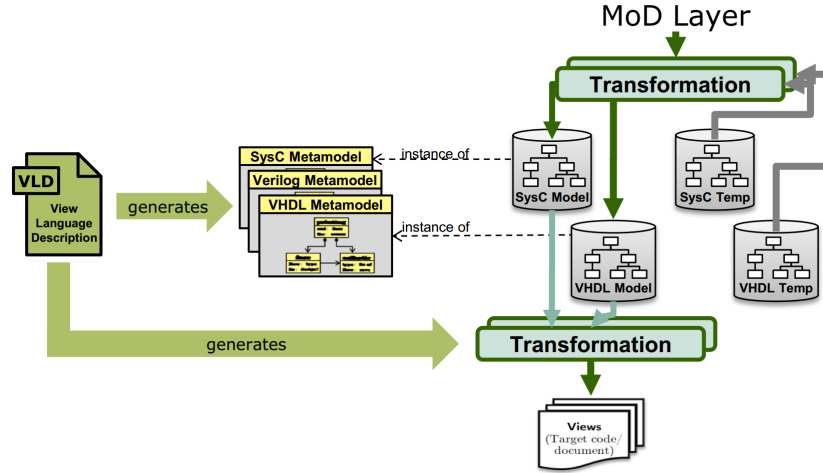 MoD Layer
Transformation
SysC Metamodel
instance of
SysC Model
SysC Temp
VLD
View
Language
Description
generates
Verilog Metamodel
VHDL Metamodel
instance of
VHDL Model
VHDL Temp
generates
Transformation
Views
(Target code/
document)